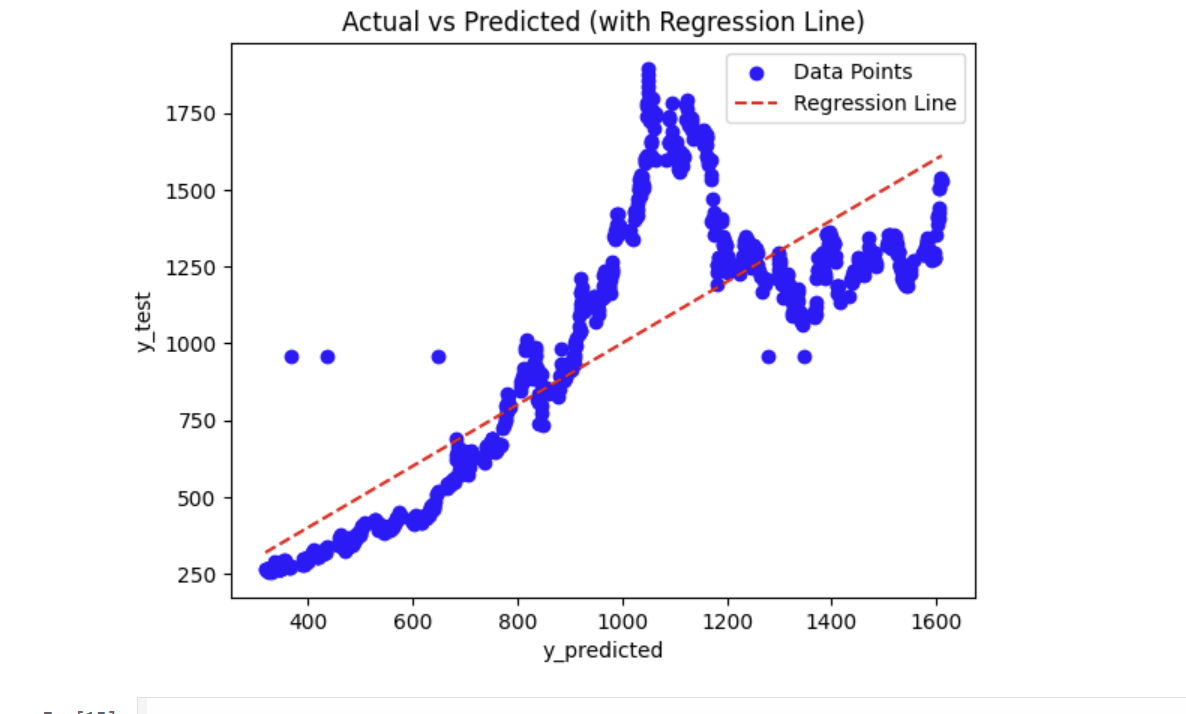 Actual vs Predicted (with Regression Line)
Data Points
Regression Line
1750
1500
1250
1000
750
500
250
y_test
400 600 800 1000 1200 1400 1600
y_predicted